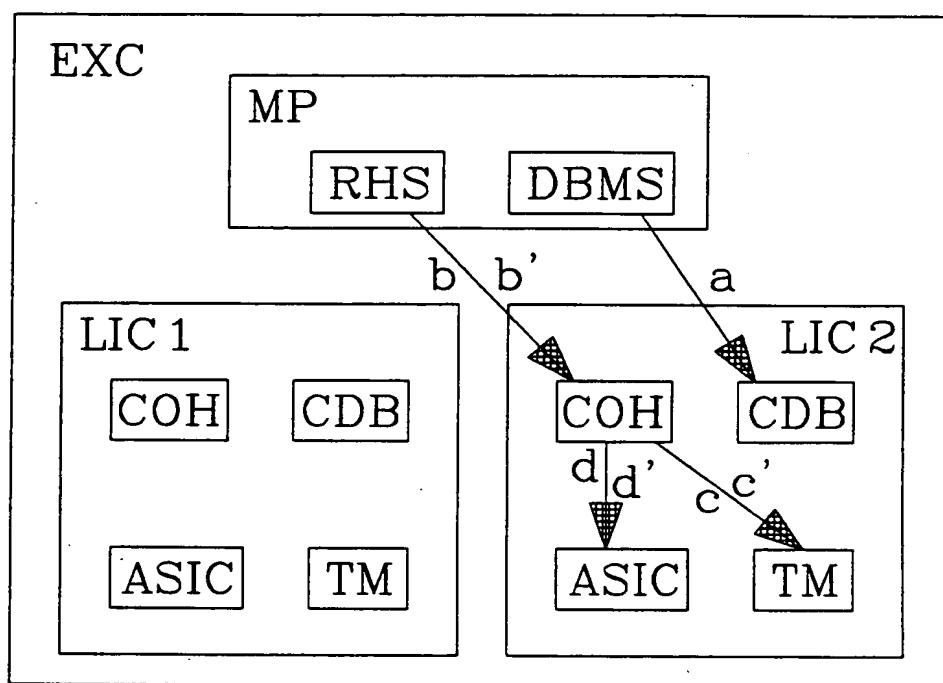 EXC
MP
RHS DBMS
b b' a
LIC 1 LIC 2
COH CDB COH CDB
d d' c c'
ASIC TM ASIC TM